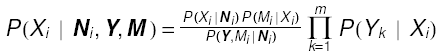 P(X_i | N_i, Y, M) = \frac{P(X_i | N_i) P(M_i | X_i)}{P(Y, M_i | N_i)} \prod_{k=1}^{m} P(Y_k | X_i)